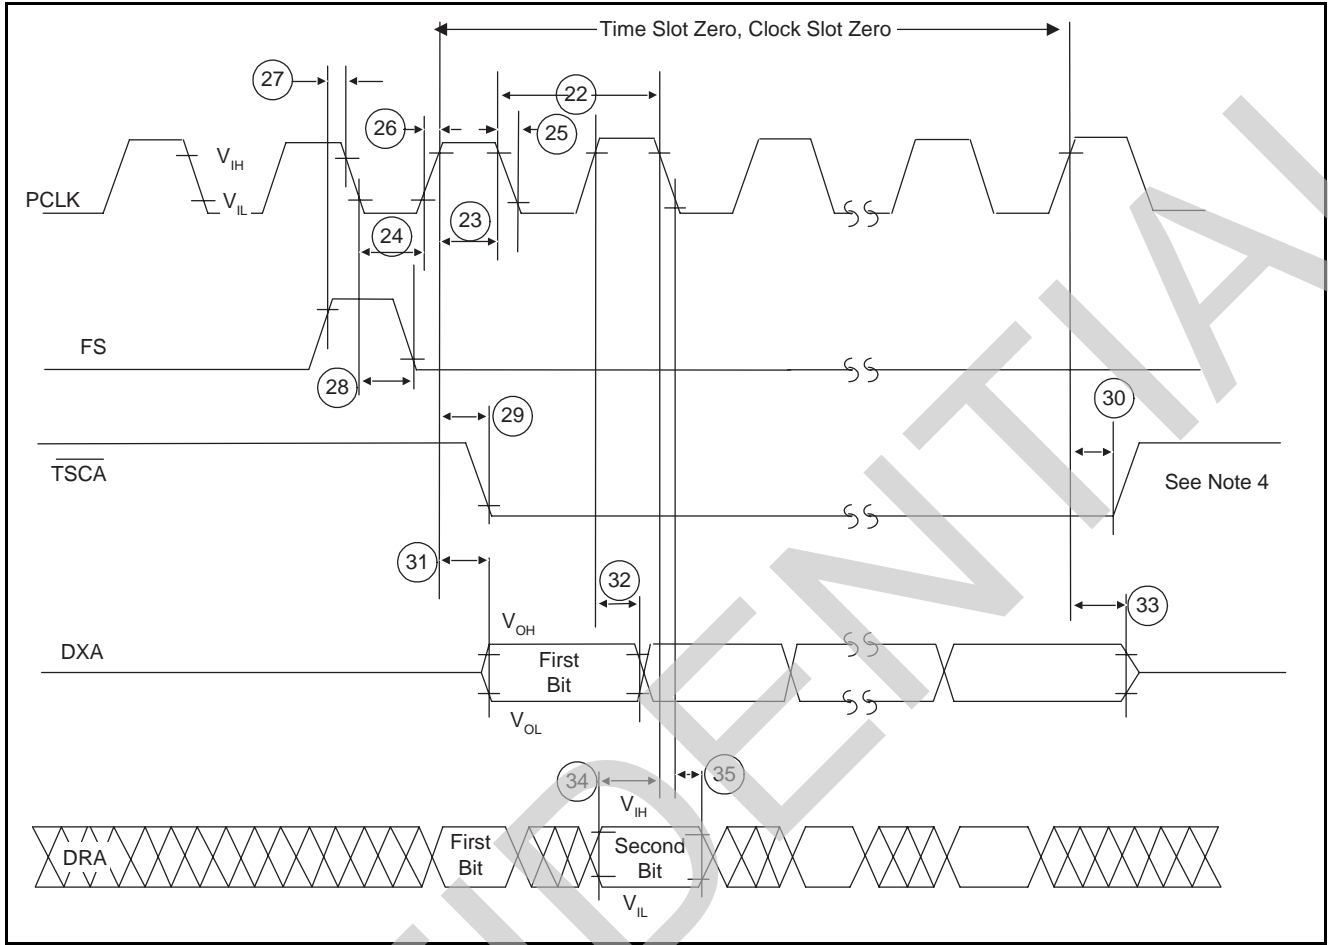 Time Slot Zero, Clock Slot Zero
27
22
26
25
V_IH
PCLK
V_IL
23
24
FS
28
29
30
TSCA
See Note 4
31
32
33
V_OH
DXA
First
Bit
V_OL
34
35
V_IH
DRA
First
Bit
Second
Bit
V_IL
IDENTIAL